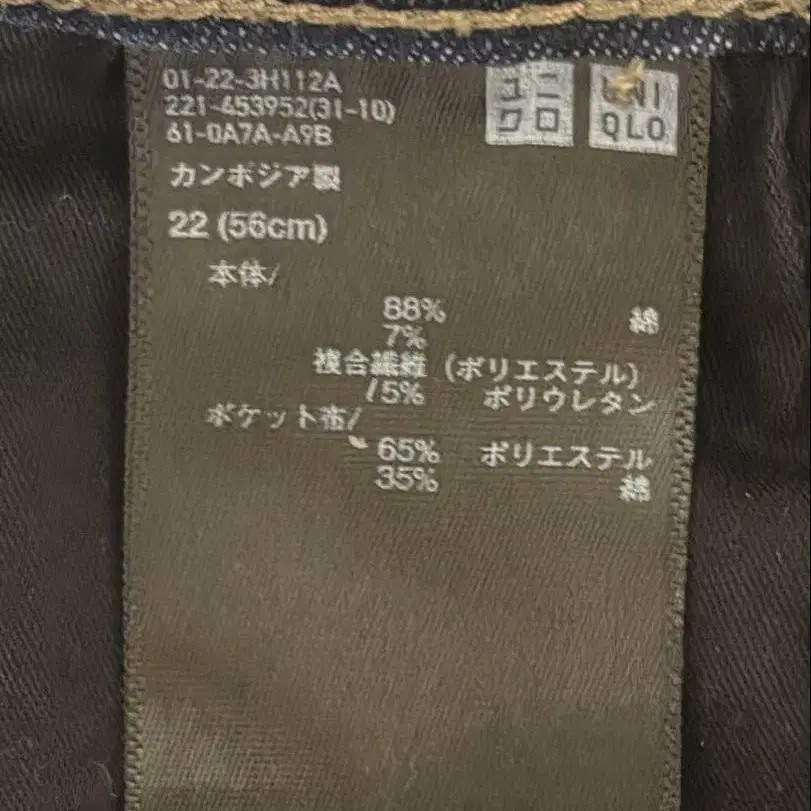 01-22-3H112A
221-453952(31-10)
61-0A7A-A9B
ユニ
クロ
UNI
QLO
カンボジア製
22 (56cm)
本体/
88% 綿
7%
複合繊維 (ポリエステル)
/5% ポリウレタン
ポケット布/
65% ポリエステル
35% 綿